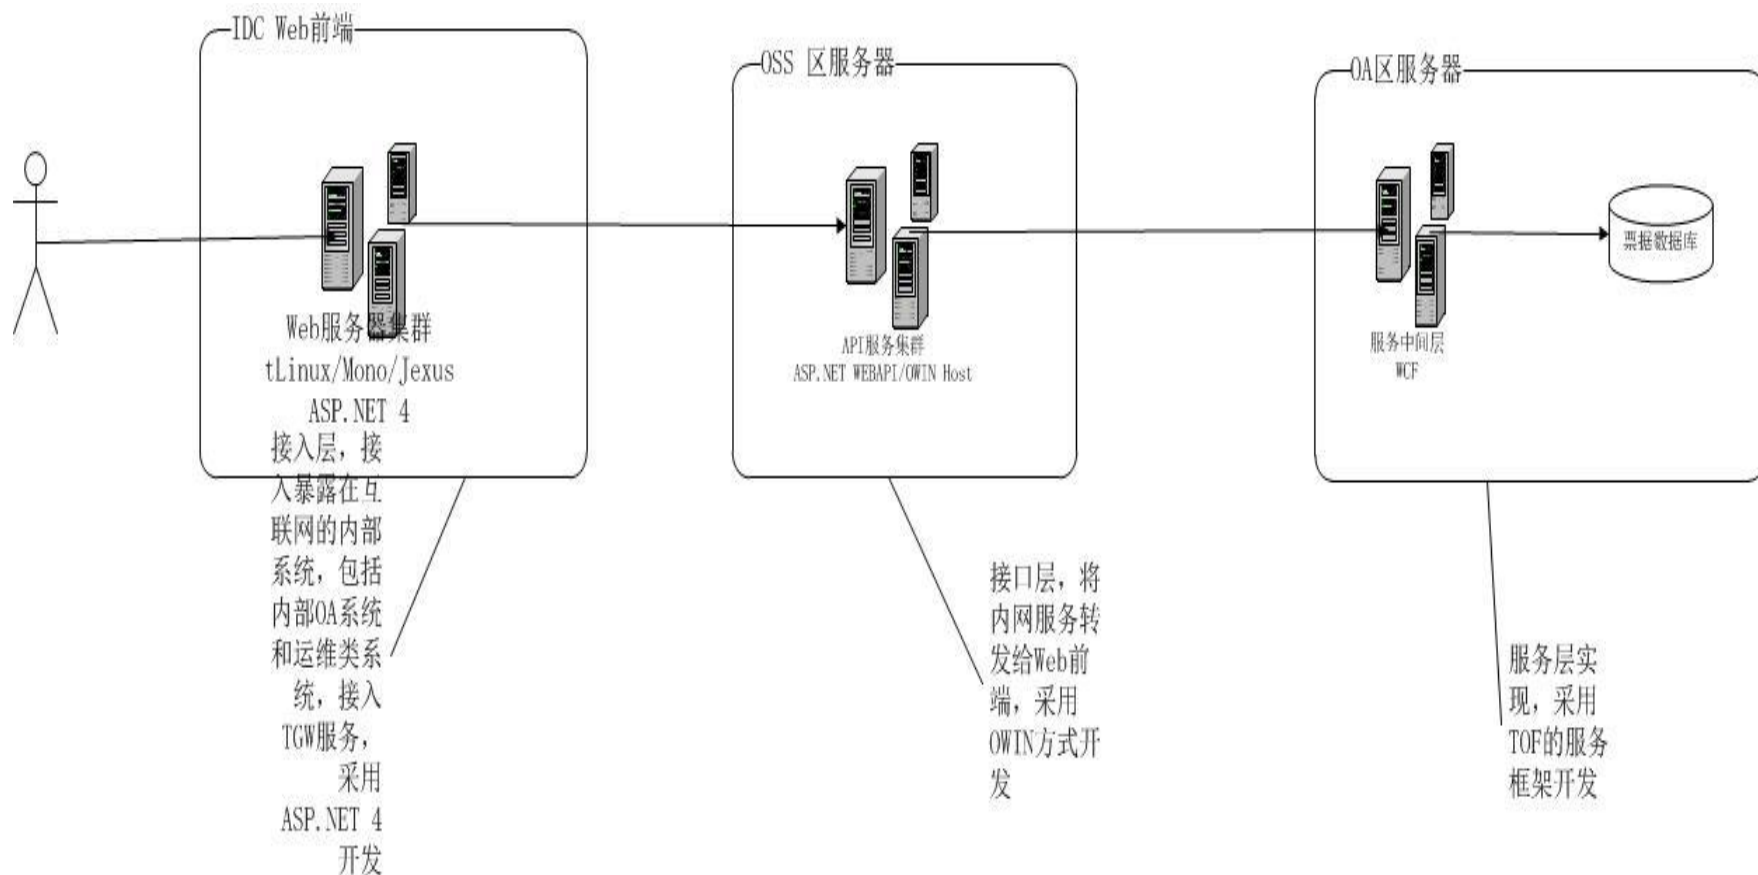 IDC Web前端
OSS 区服务器
OA区服务器
Web服务器集群
tLinux/Mono/Jexus
ASP.NET 4
API服务集群
ASP.NET WEBAPI/OWIN Host
服务中间层
WCF
票据数据库
接入层，接
入暴露在互
联网的内部
系统，包括
内部OA系统
和运维类系
统，接入
TGW服务，
采用
ASP.NET 4
开发
接口层，将
内网服务转
发给Web前
端，采用
OWIN方式开
发
服务层实
现，采用
TOF的服务
框架开发